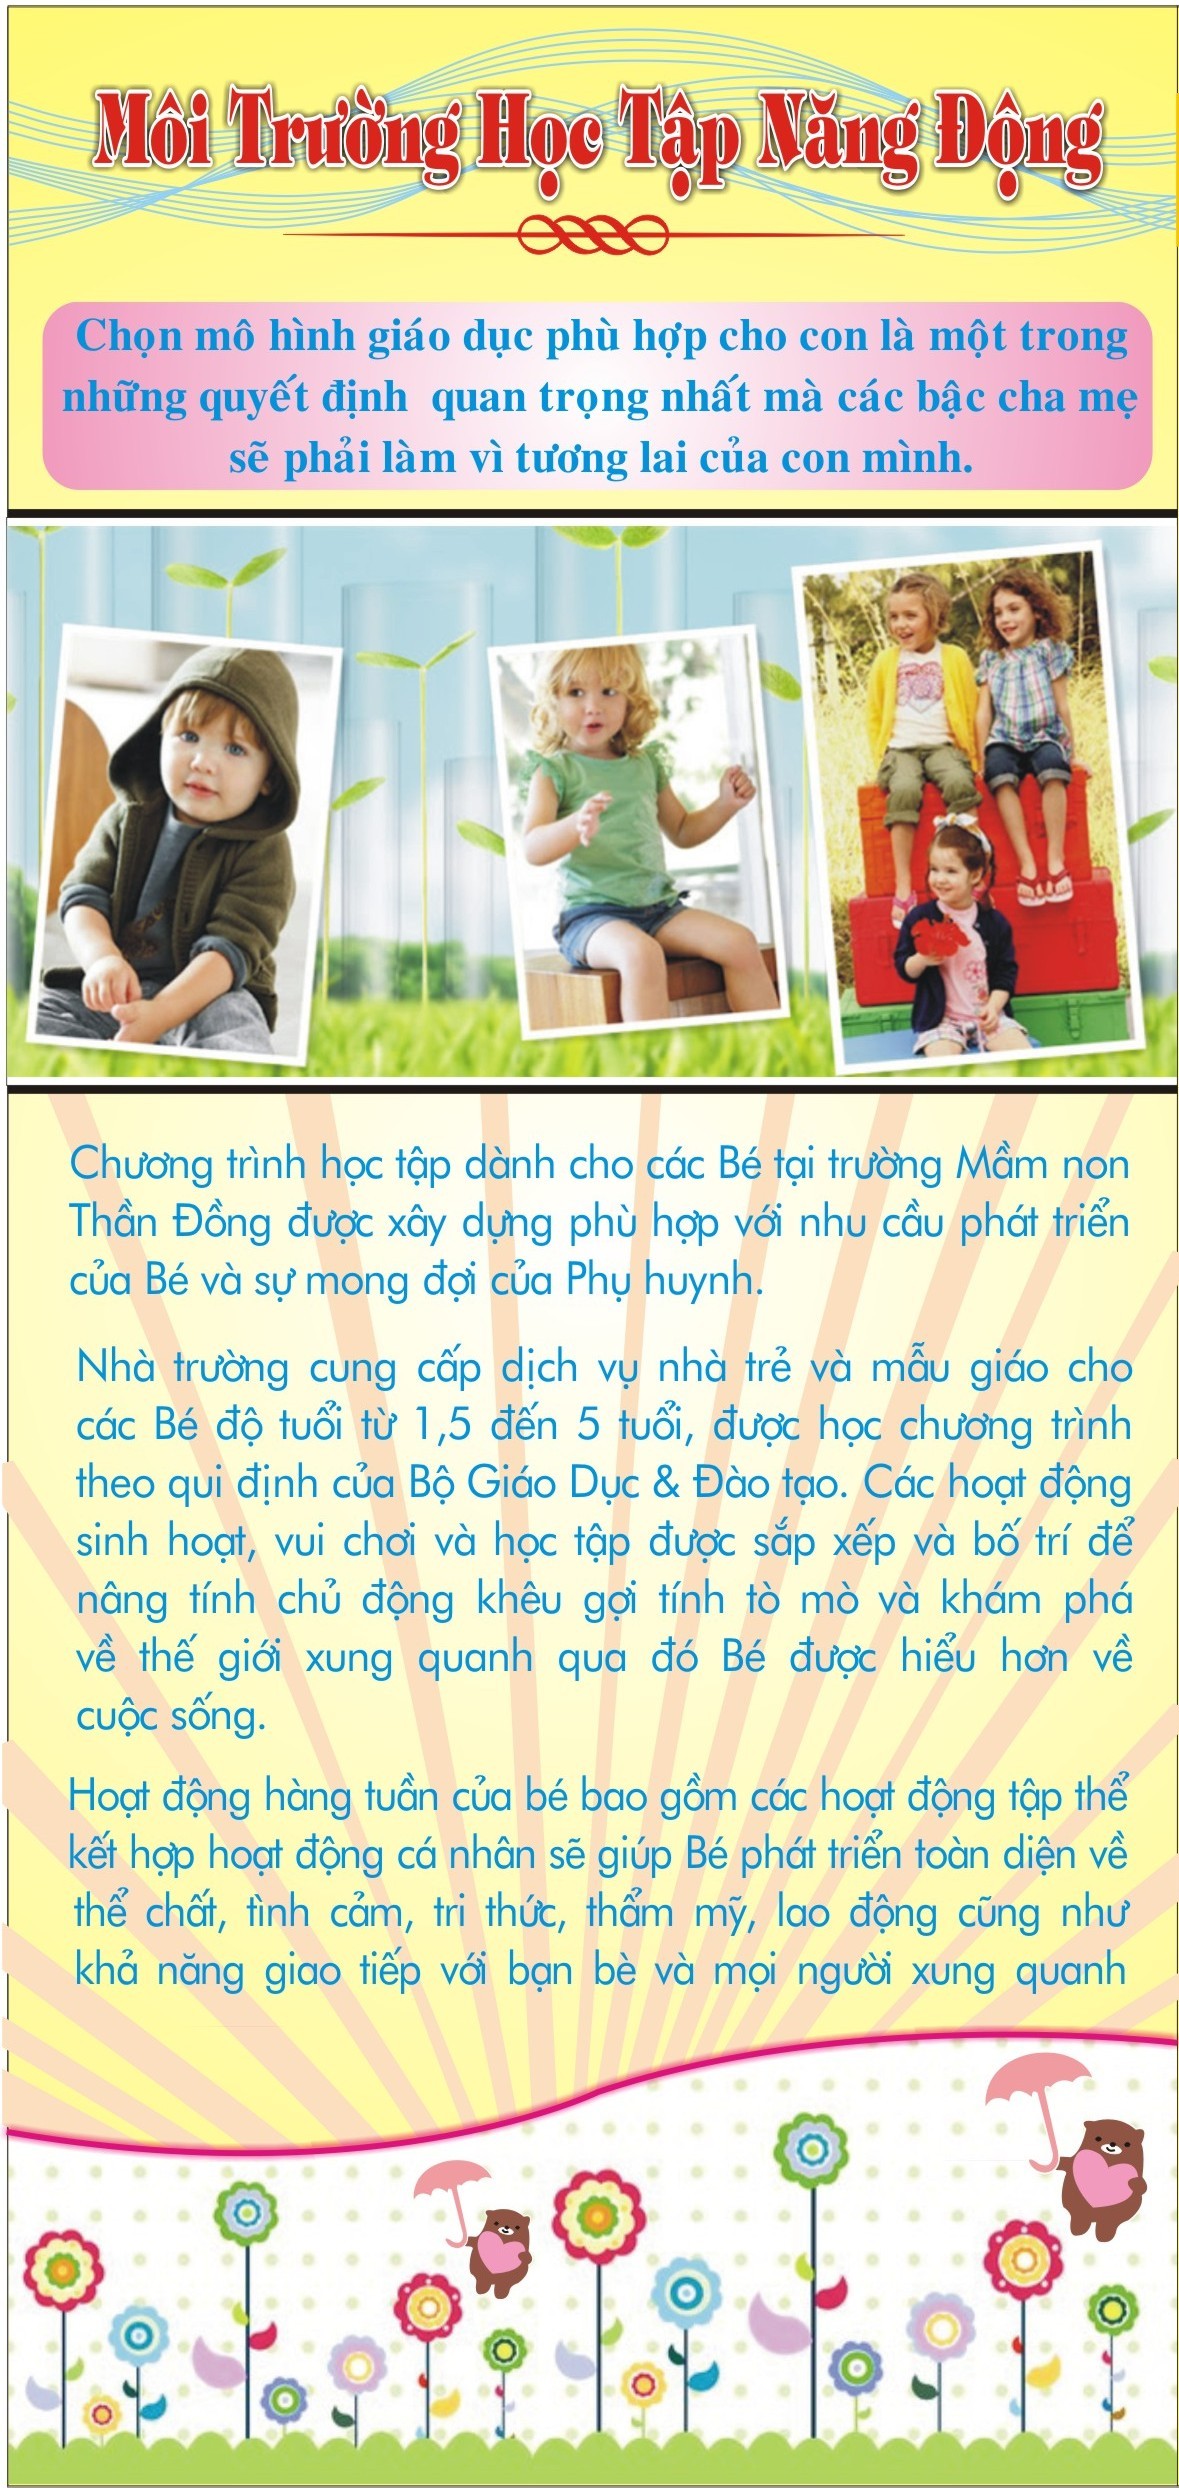 Môi Trường Học Tập Năng Động
Chọn mô hình giáo dục phù hợp cho con là một trong
những quyết định quan trọng nhất mà các bậc cha mẹ
sẽ phải làm vì tương lai của con mình.
Chương trình học tập dành cho các Bé tại trường Mầm non
Thần Đồng được xây dựng phù hợp với nhu cầu phát triển
của Bé và sự mong đợi của Phụ huynh.
Nhà trường cung cấp dịch vụ nhà trẻ và mẫu giáo cho
các Bé độ tuổi từ 1,5 đến 5 tuổi, được học chương trình
theo qui định của Bộ Giáo Dục & Đào tạo. Các hoạt động
sinh hoạt, vui chơi và học tập được sắp xếp và bố trí để
nâng tính chủ động khêu gợi tính tò mò và khám phá
về thế giới xung quanh qua đó Bé được hiểu hơn về
cuộc sống.
Hoạt động hàng tuần của bé bao gồm các hoạt động tập thể
kết hợp hoạt động cá nhân sẽ giúp Bé phát triển toàn diện về
thể chất, tình cảm, tri thức, thẩm mỹ, lao động cũng như
khả năng giao tiếp với bạn bè và mọi người xung quanh